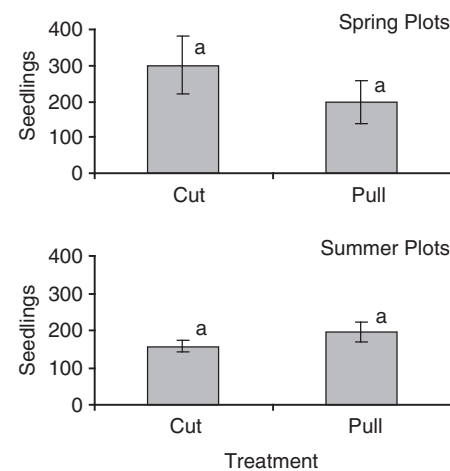 Spring Plots
400
300
200
100
0
Seedlings
a
a
Cut
Pull
Summer Plots
400
300
200
100
0
Seedlings
a
a
Cut
Pull
Treatment